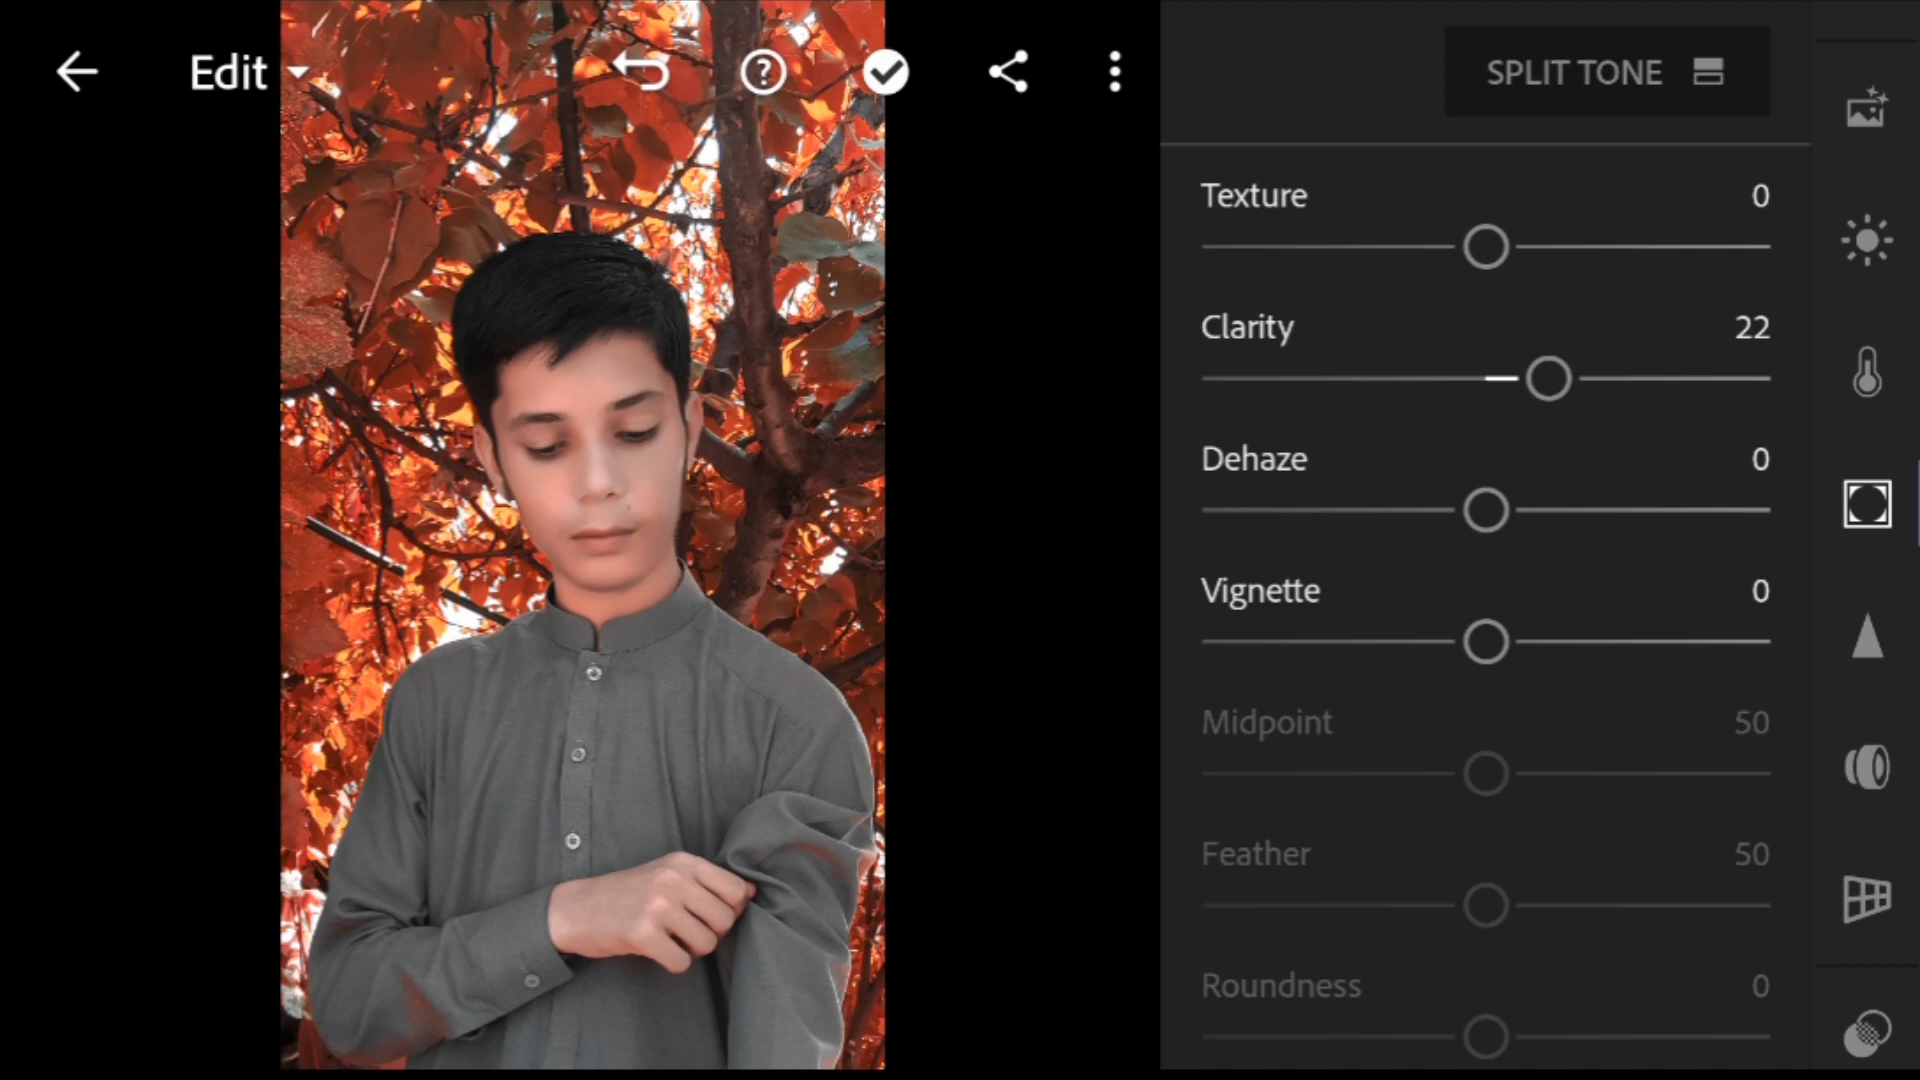 Edit
SPLIT TONE
Texture 0
Clarity 22
Dehaze 0
Vignette 0
Midpoint 50
Feather 50
Roundness 0